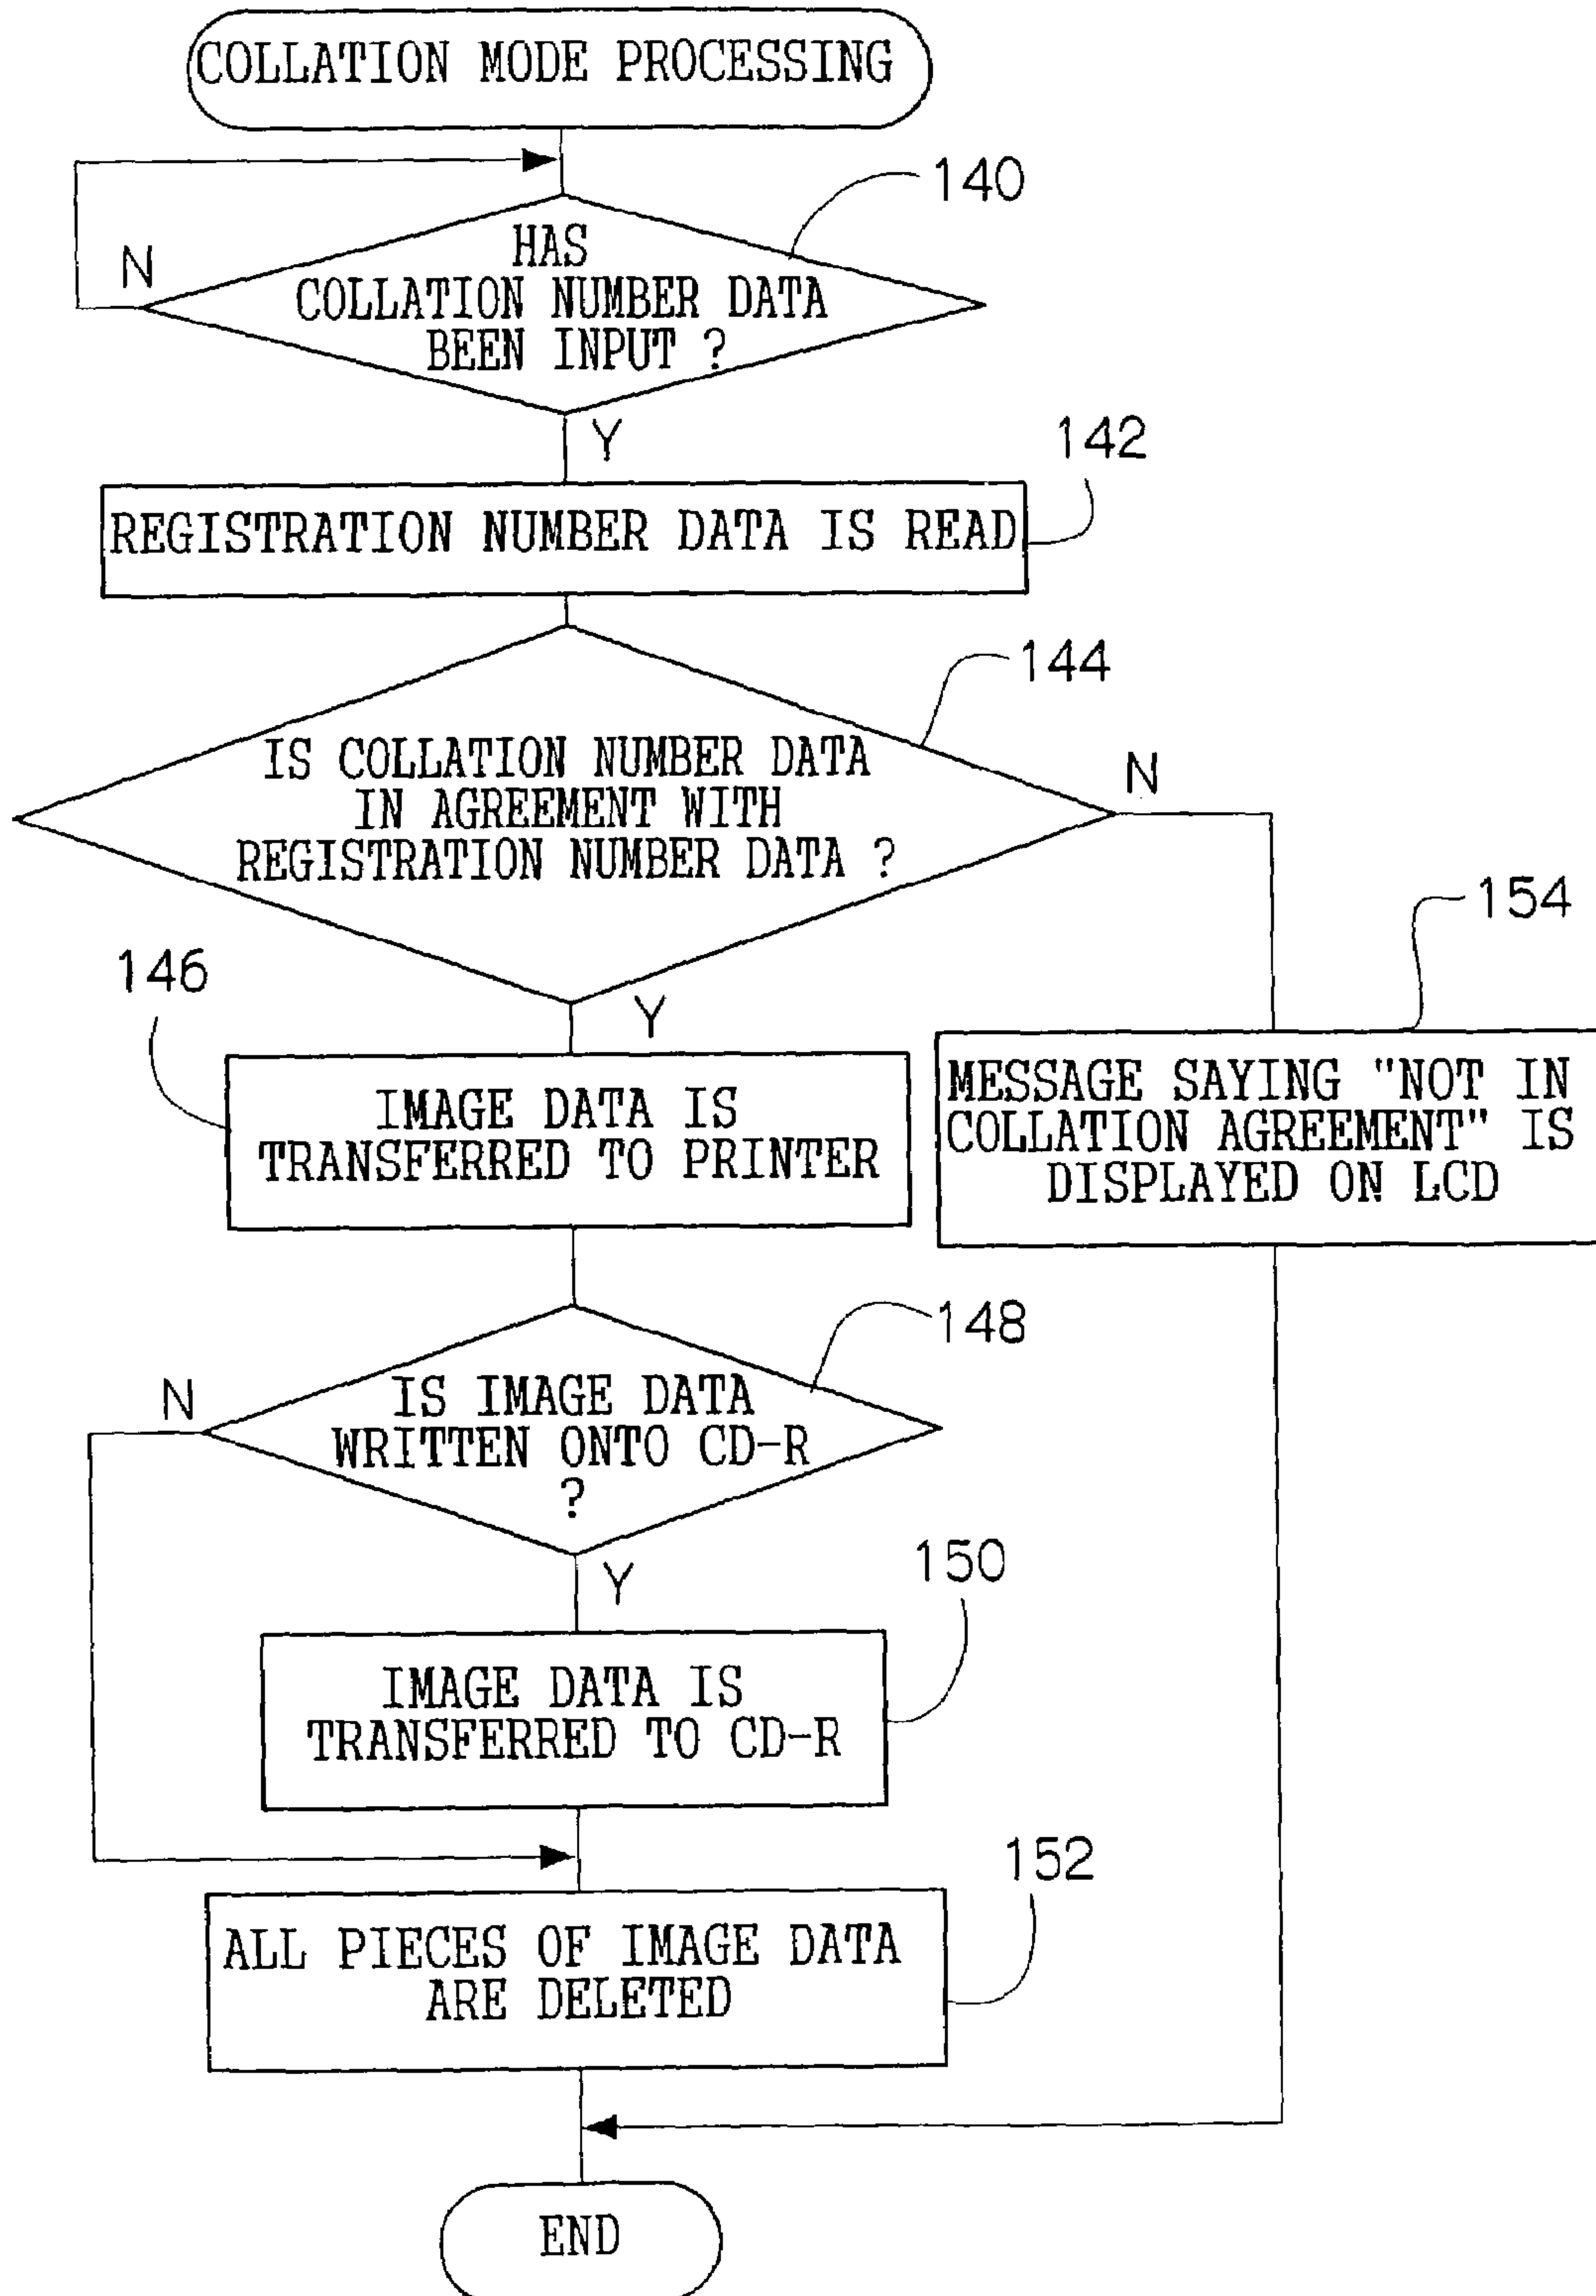 COLLATION MODE PROCESSING
140
N
HAS
COLLATION NUMBER DATA
BEEN INPUT ?
Y
142
REGISTRATION NUMBER DATA IS READ
144
IS COLLATION NUMBER DATA
IN AGREEMENT WITH
REGISTRATION NUMBER DATA ?
N
154
146
Y
IMAGE DATA IS
TRANSFERRED TO PRINTER
MESSAGE SAYING "NOT IN
COLLATION AGREEMENT" IS
DISPLAYED ON LCD
148
N
IS IMAGE DATA
WRITTEN ONTO CD-R
?
Y
150
IMAGE DATA IS
TRANSFERRED TO CD-R
152
ALL PIECES OF IMAGE DATA
ARE DELETED
END